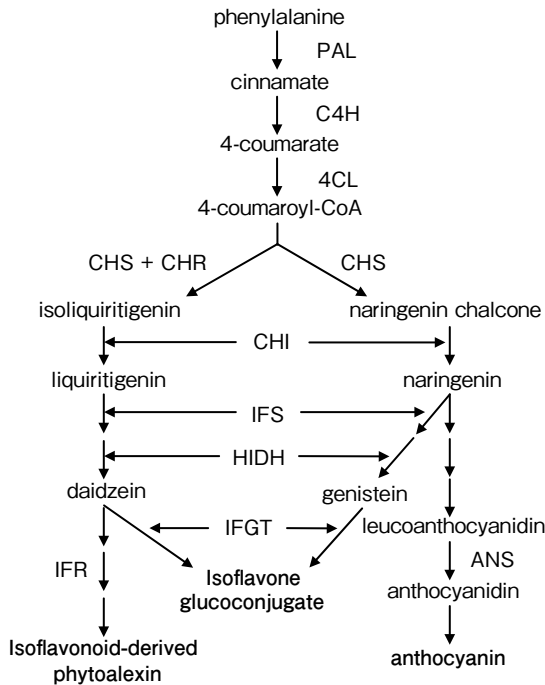 phenylalanine
PAL
cinnamate
C4H
4-coumarate
4CL
4-coumaroyl-CoA
CHS + CHR
CHS
isoliquiritigenin
naringenin chalcone
CHI
liquiritigenin
naringenin
IFS
HIDH
daidzein
genistein
leucoanthocyanidin
IFGT
IFR
ANS
Isoflavone
glucoconjugate
anthocyanidin
Isoflavonoid-derived
phytoalexin
anthocyanin